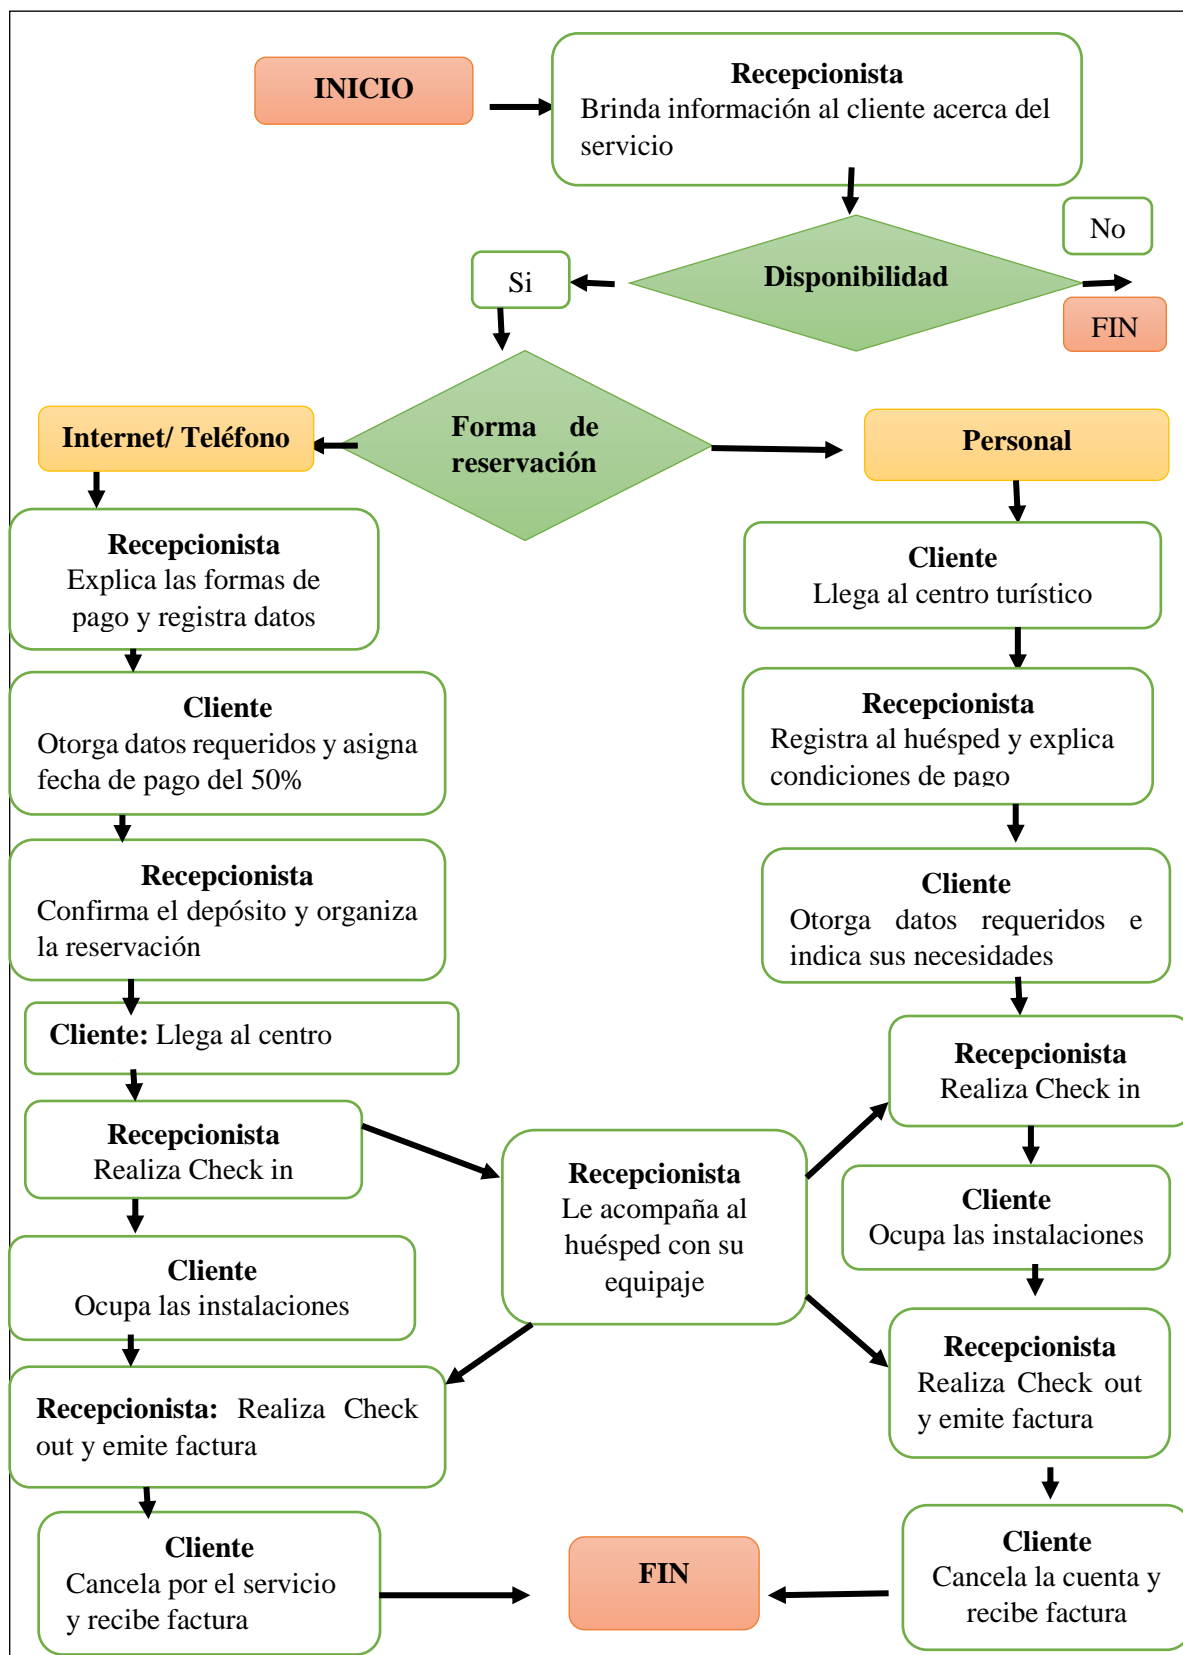 INICIO
Recepcionista
Brinda información al cliente acerca del
servicio
No
Si
Disponibilidad
FIN
Internet/ Teléfono
Forma de
reservación
Personal
Recepcionista
Explica las formas de
pago y registra datos
Cliente
Otorga datos requeridos y asigna
fecha de pago del 50%
Recepcionista
Confirma el depósito y organiza
la reservación
Cliente: Llega al centro
Recepcionista
Realiza Check in
Cliente
Ocupa las instalaciones
Recepcionista: Realiza Check
out y emite factura
Cliente
Cancela por el servicio
y recibe factura
Recepcionista
Le acompaña al
huésped con su
equipaje
Cliente
Llega al centro turístico
Recepcionista
Registra al huésped y explica
condiciones de pago
Cliente
Otorga datos requeridos e
indica sus necesidades
Recepcionista
Realiza Check in
Cliente
Ocupa las instalaciones
Recepcionista
Realiza Check out
y emite factura
Cliente
Cancela la cuenta y
recibe factura
FIN